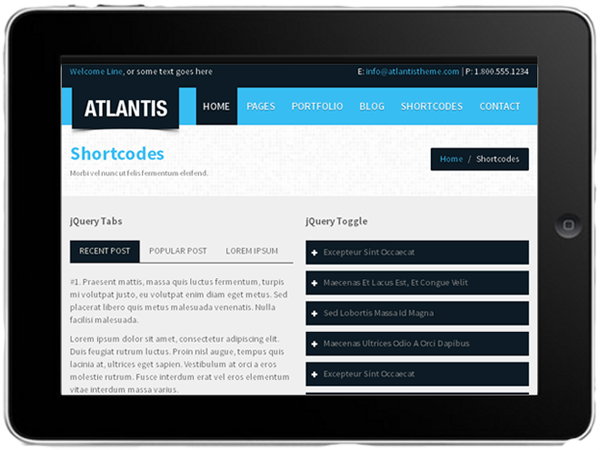 Welcome Line, or some text goes here
E: info@atlantistheme.com | P: 1.800.555.1234
ATLANTIS
HOME
PAGES
PORTFOLIO
BLOG
SHORTCODES
CONTACT
Shortcodes
Morbi vel nunc ut felis fermentum eleifend.
Home / Shortcodes
jQuery Tabs
RECENT POST
POPULAR POST
LOREM IPSUM
#1. Praesent mattis, massa quis luctus fermentum, turpis
mi volutpat justo, eu volutpat enim diam eget metus. Sed
placerat libero quis metus malesuada venenatis. Nulla
facilisi malesuada.
Lorem ipsum dolor sit amet, consectetur adipiscing elit.
Duis feugiat rutrum luctus. Proin nisl augue, tempus quis
lacinia at, ultrices eget sapien. Vestibulum at orci a eros
molestie rutrum. Fusce interdum erat vel eros elementum
vitae interdum massa varius.
jQuery Toggle
Excepteur Sint Occaecat
Maecenas Et Lacus Est, Et Congue Velit
Sed Lobortis Massa Id Magna
Maecenas Ultrices Odio A Orci Dapibus
Excepteur Sint Occaecat